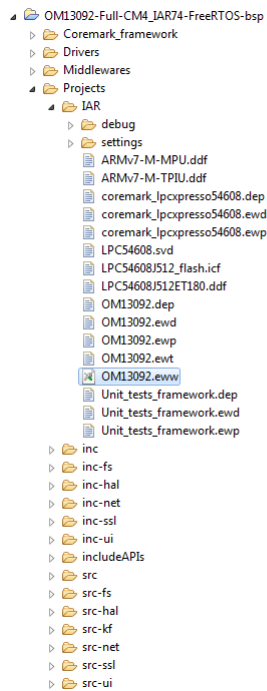 OM13092-Full-CM4_IAR74-FreeRTOS-bsp
Coremark_framework
Drivers
Middlewares
Projects
IAR
debug
settings
ARMv7-M-MPU.ddf
ARMv7-M-TPIU.ddf
coremark_lpcxpresso54608.dep
coremark_lpcxpresso54608.ewd
coremark_lpcxpresso54608.ewp
LPC54608.svd
LPC54608J512_flash.icf
LPC54608J512ET180.ddf
OM13092.dep
OM13092.ewd
OM13092.ewp
OM13092.ewt
OM13092.eww
Unit_tests_framework.dep
Unit_tests_framework.ewd
Unit_tests_framework.ewp
inc
inc-fs
inc-hal
inc-net
inc-ssl
inc-ui
includeAPIs
src
src-fs
src-hal
src-kf
src-net
src-ssl
src-ui